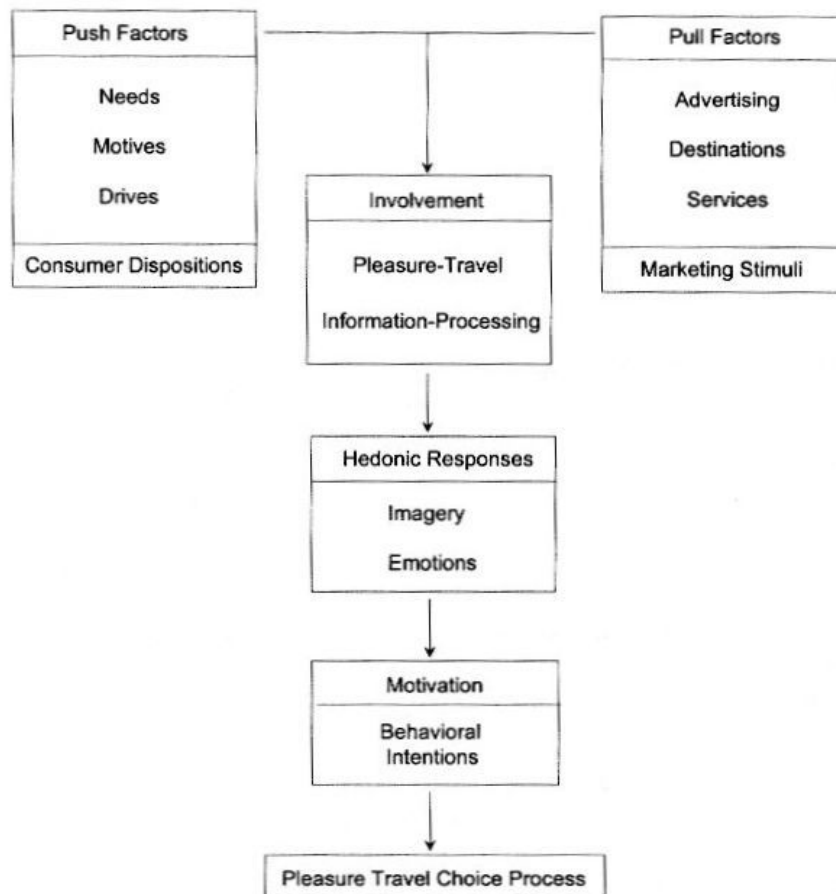 Push Factors
Needs
Motives
Drives
Consumer Dispositions
Pull Factors
Advertising
Destinations
Services
Marketing Stimuli
Involvement
Pleasure-Travel
Information-Processing
Hedonic Responses
Imagery
Emotions
Motivation
Behavioral
Intentions
Pleasure Travel Choice Process